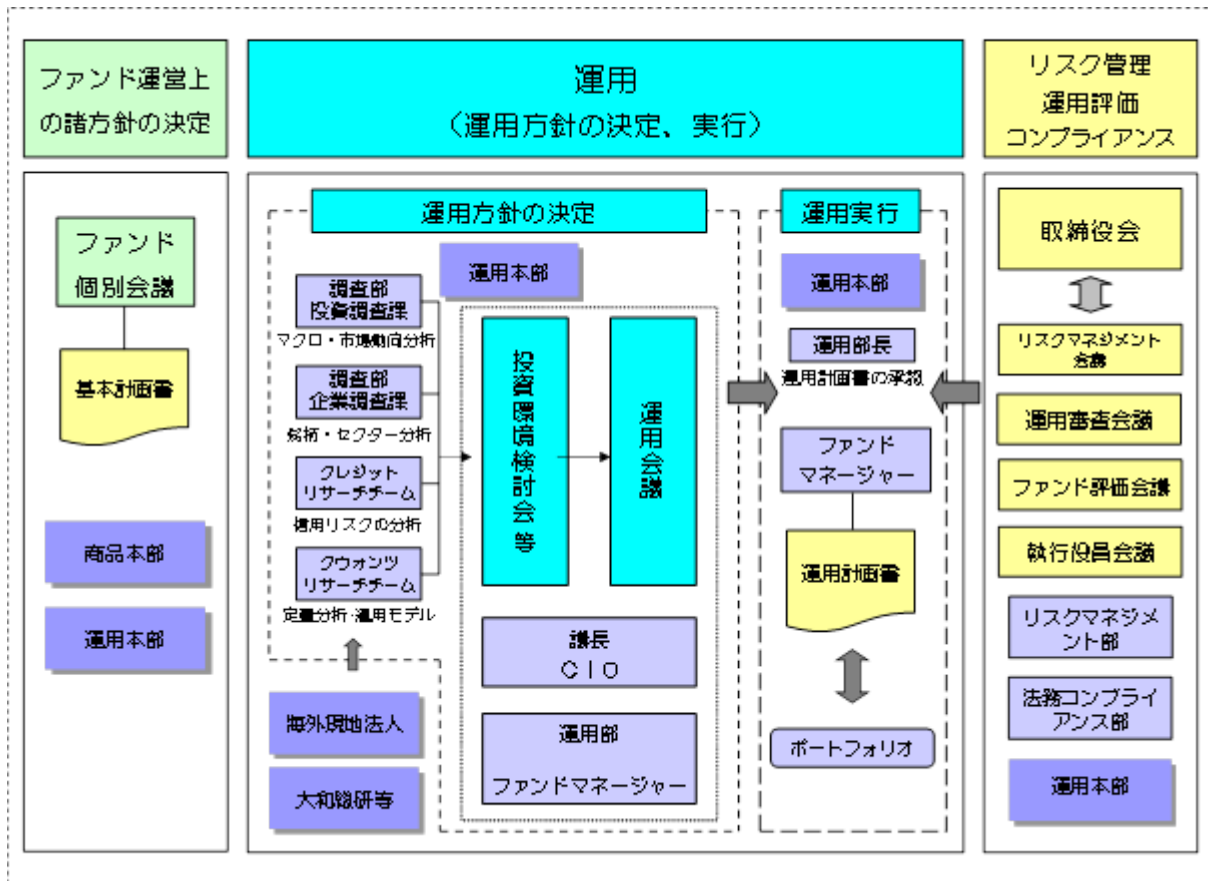 ファンド運営上
の諸方針の決定
運用
（運用方針の決定、実行）
リスク管理
運用評価
コンプライアンス
ファンド
個別会議
基本計画書
商品本部
運用本部
運用方針の決定
運用本部
調査部
投資調査課
マクロ・市場動向分析
調査部
企業調査課
銘柄・セクター分析
クレジット
リサーチチーム
信用リスクの分析
クウォンツ
リサーチチーム
定量分析・運用モデル
海外現地法人
大和総研等
投資環境検討会等
運用会議
議長
ＣＩＯ
運用部
ファンドマネージャー
運用実行
運用本部
運用部長
運用計画書の承認
ファンド
マネージャー
運用計画書
ポートフォリオ
取締役会
リスクマネジメント
会議
運用審査会議
ファンド評価会議
執行役員会議
リスクマネジメ
ント部
法務コンプライ
アンス部
運用本部